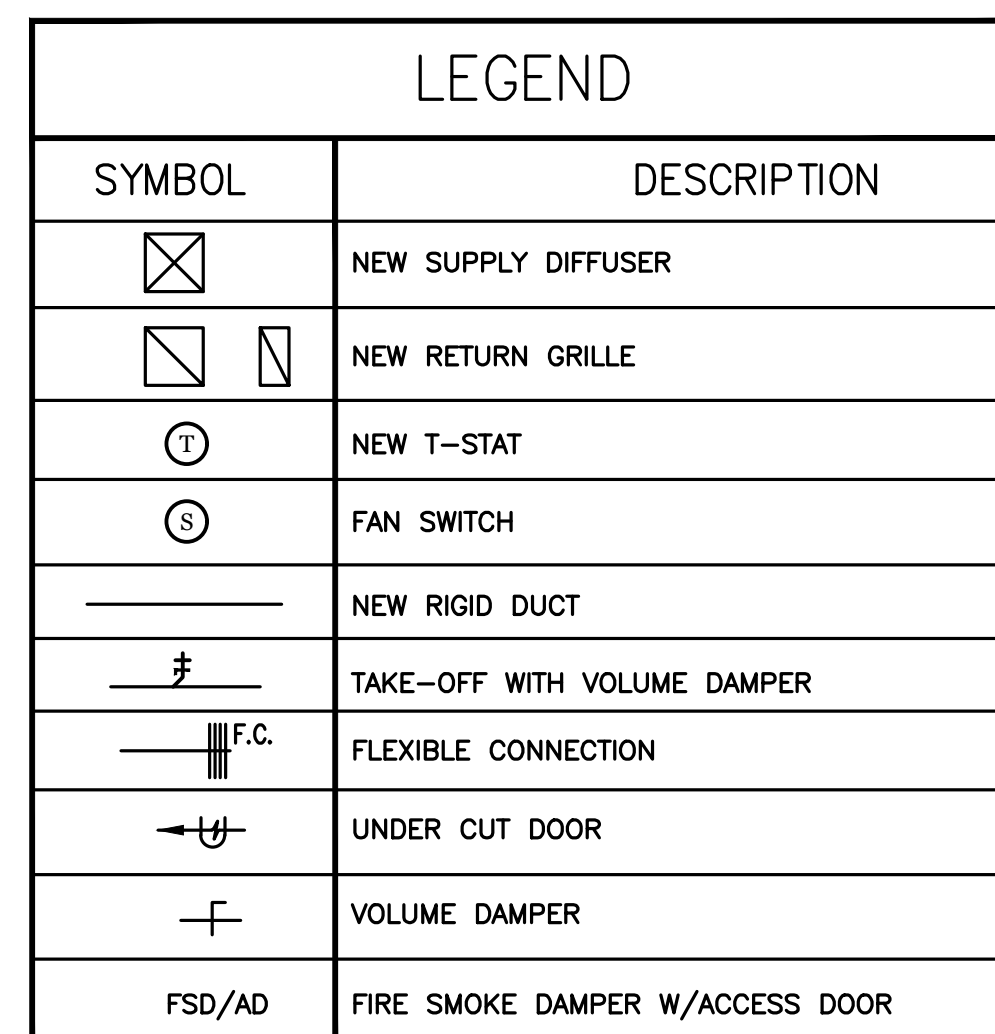 LEGEND
SYMBOL DESCRIPTION
NEW SUPPLY DIFFUSER
NEW RETURN GRILLE
T NEW T-STAT
S FAN SWITCH
NEW RIGID DUCT
TAKE-OFF WITH VOLUME DAMPER
F.C. FLEXIBLE CONNECTION
UNDER CUT DOOR
VOLUME DAMPER
FSD/AD FIRE SMOKE DAMPER W/ACCESS DOOR